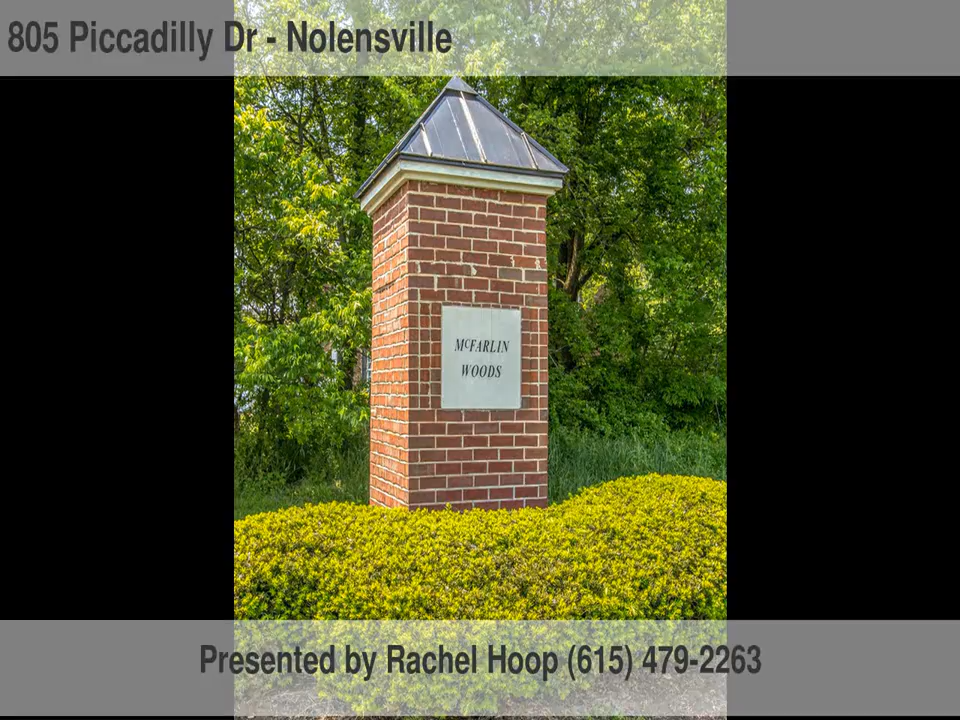 805 Piccadilly Dr - Nolensville
McFARLIN
WOODS
Presented by Rachel Hoop (615) 479-2263